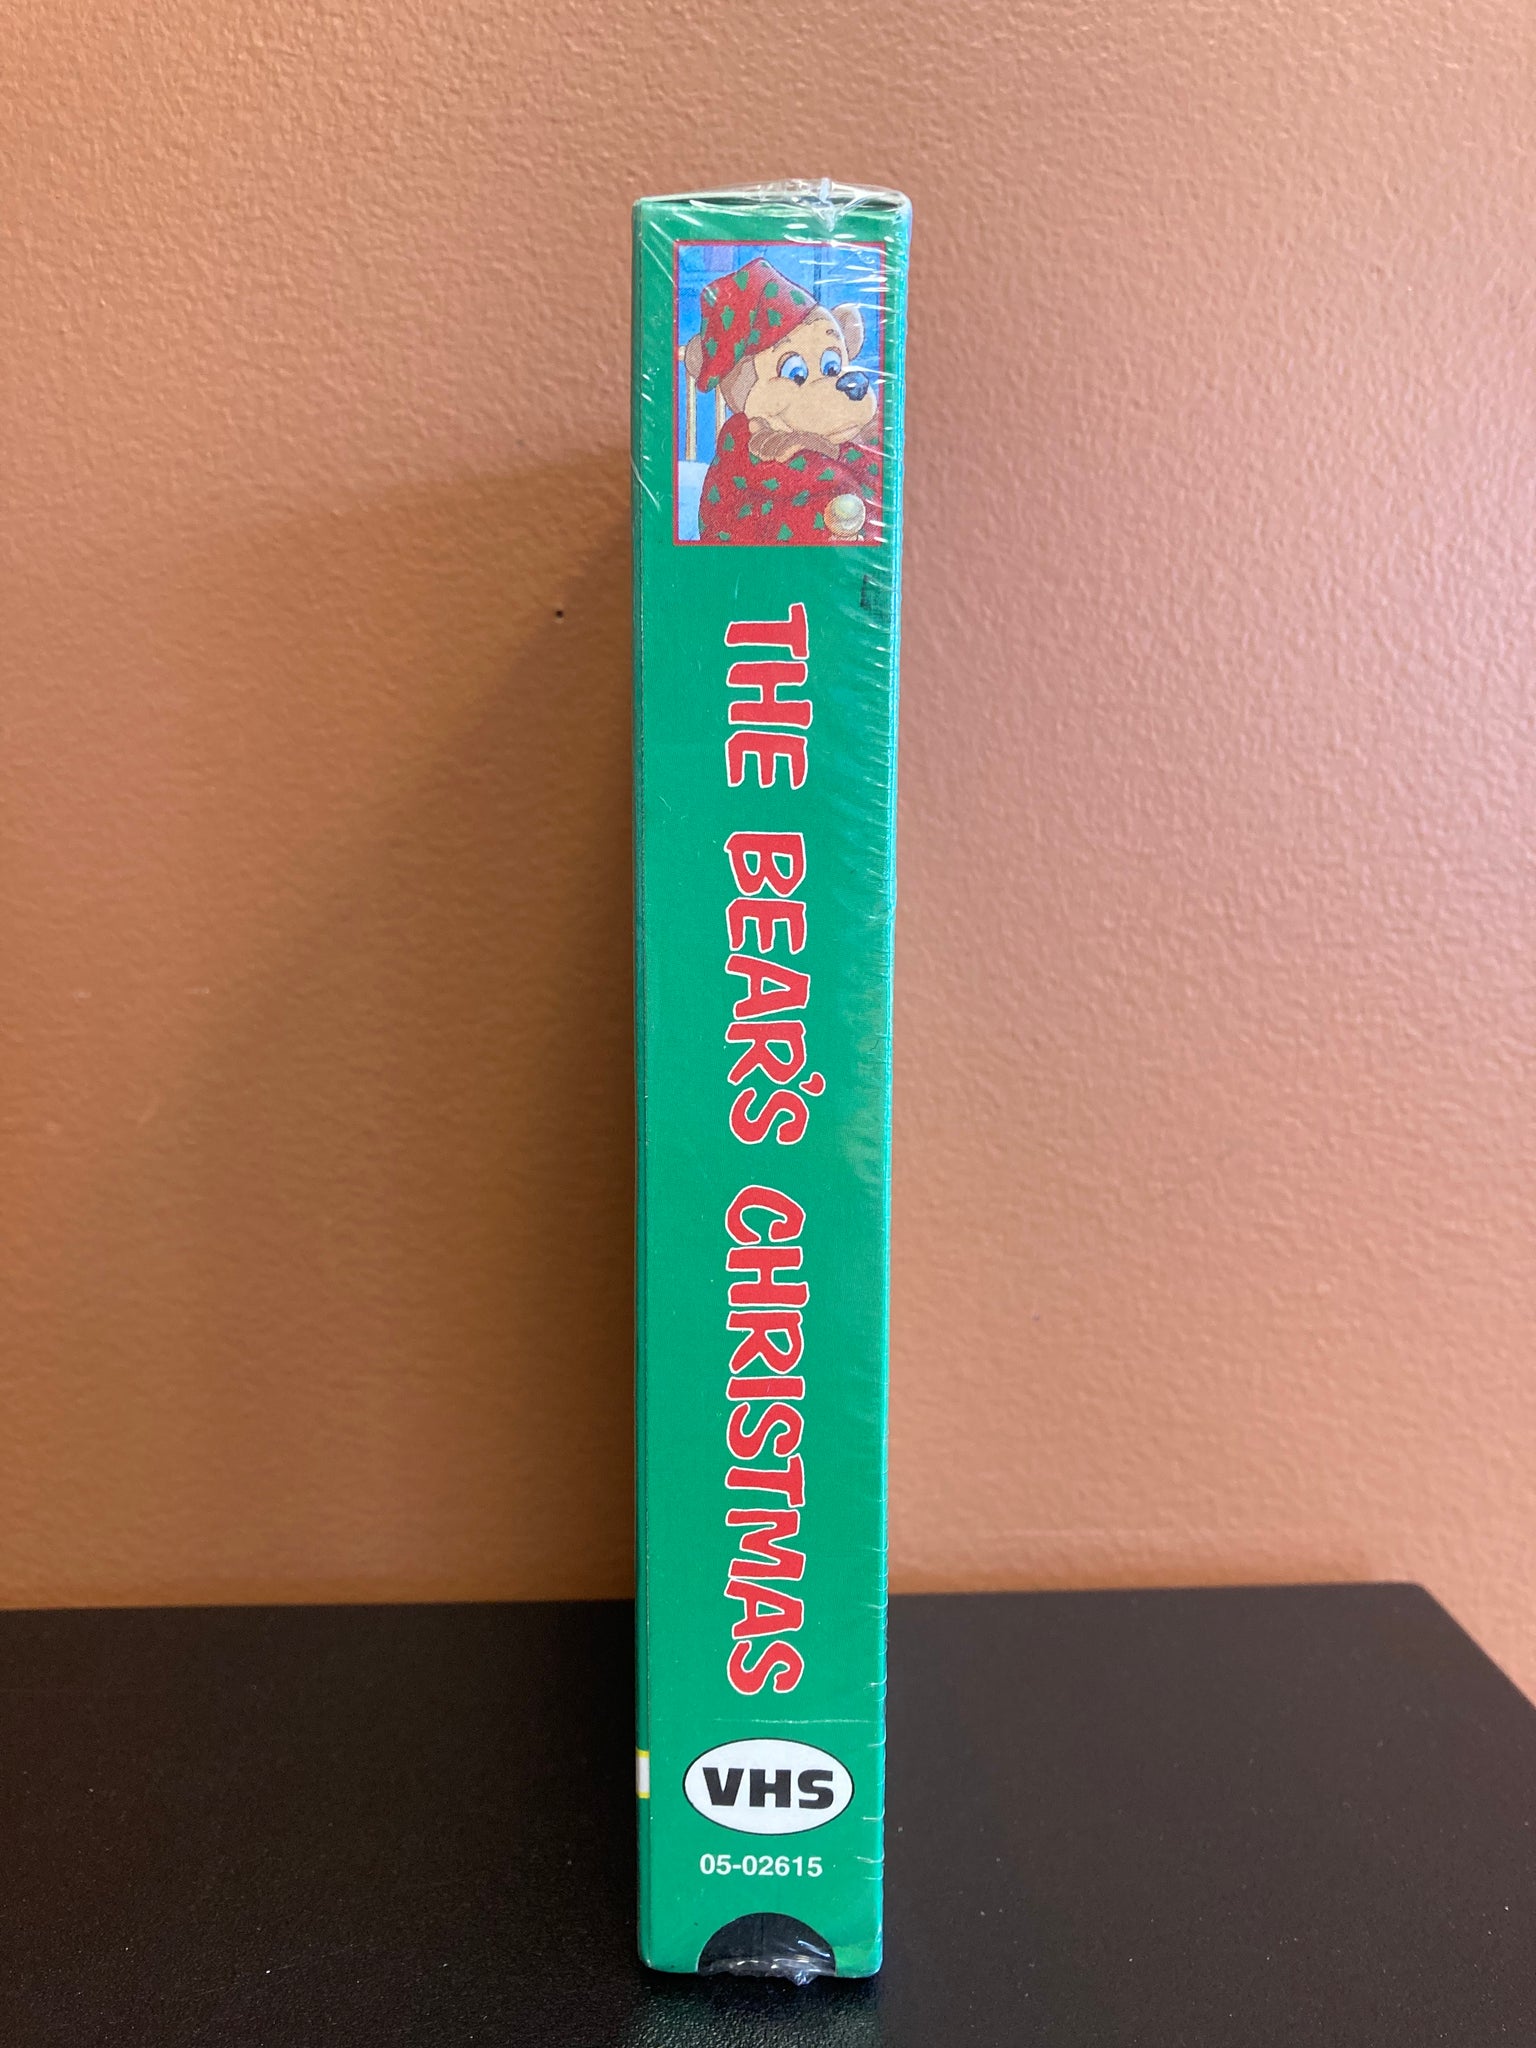 THE BEAR'S CHRISTMAS
VHS
05-02615